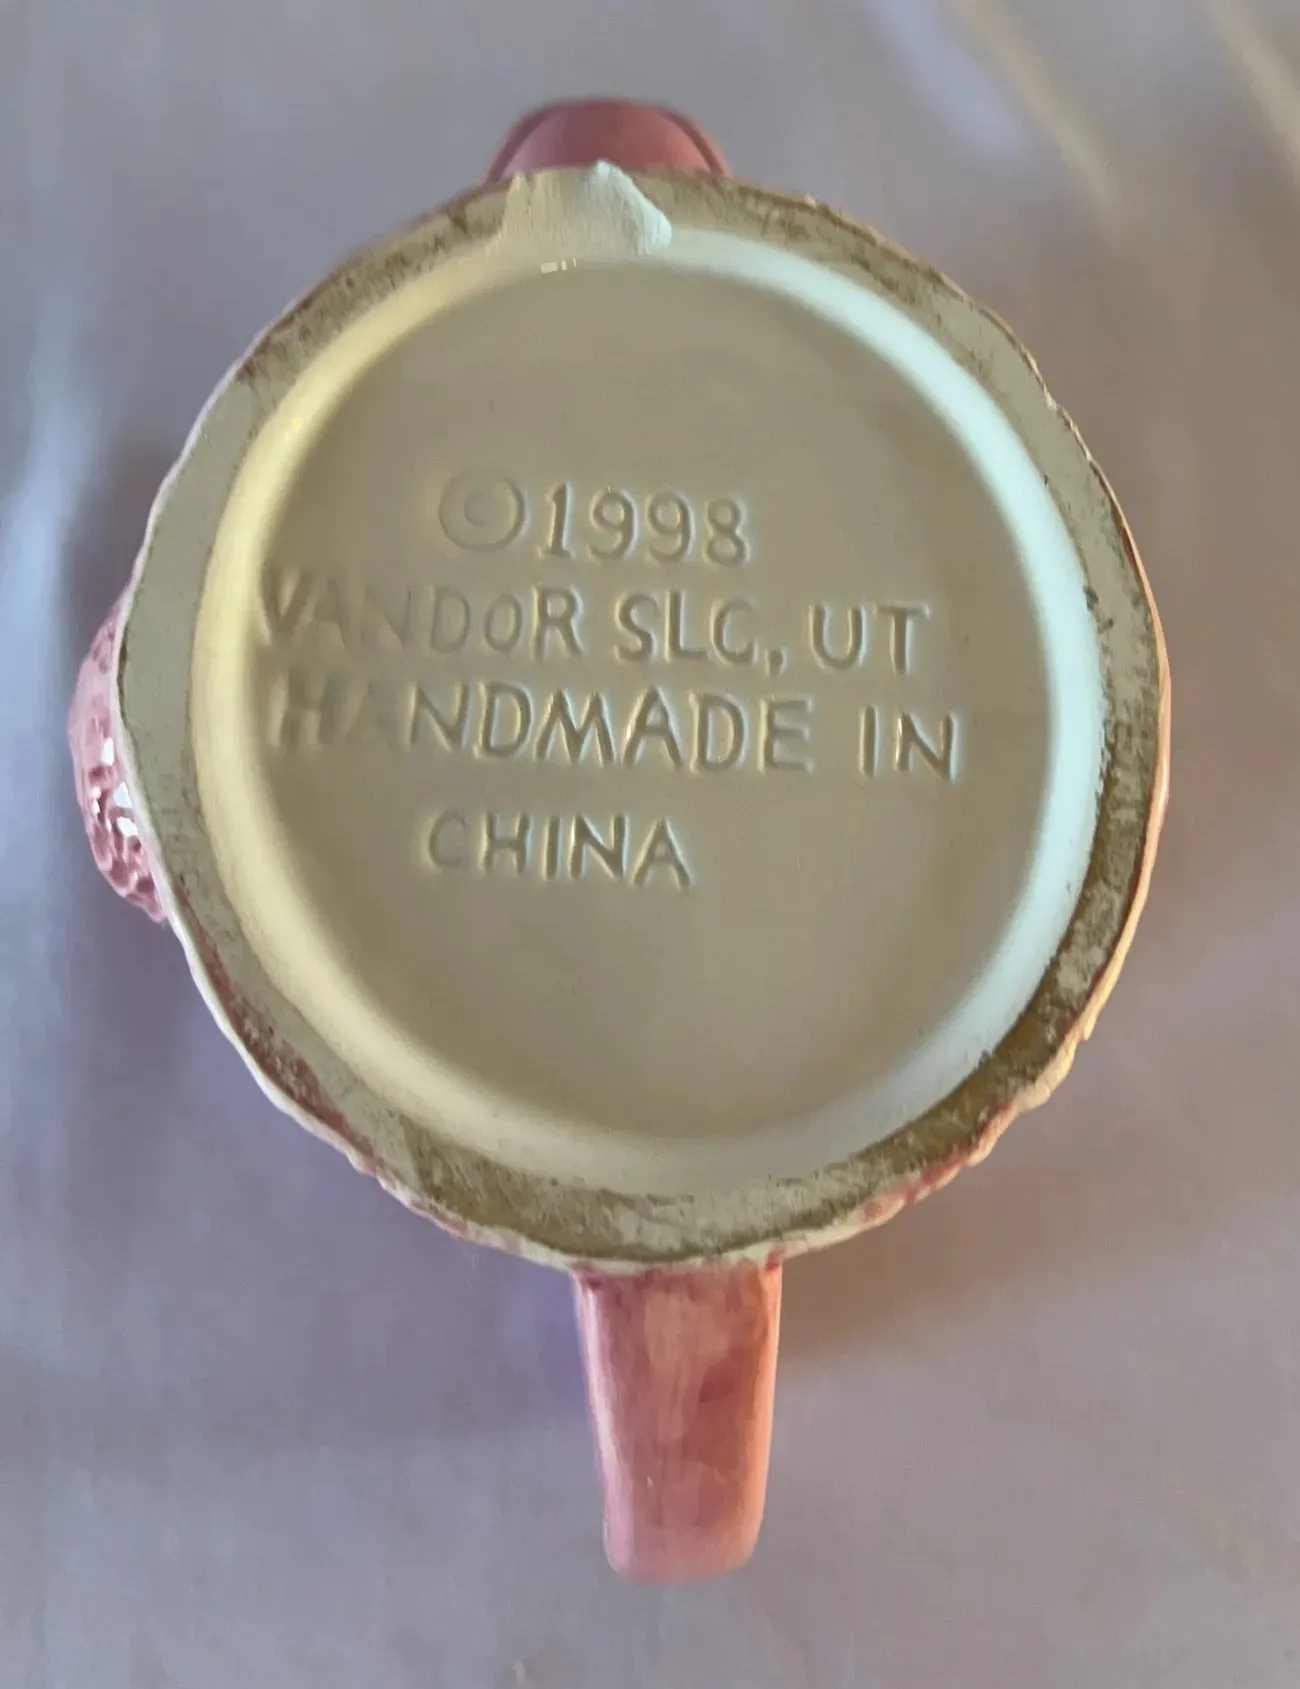 ©1998
VANDOR SLC, UT
HANDMADE IN
CHINA